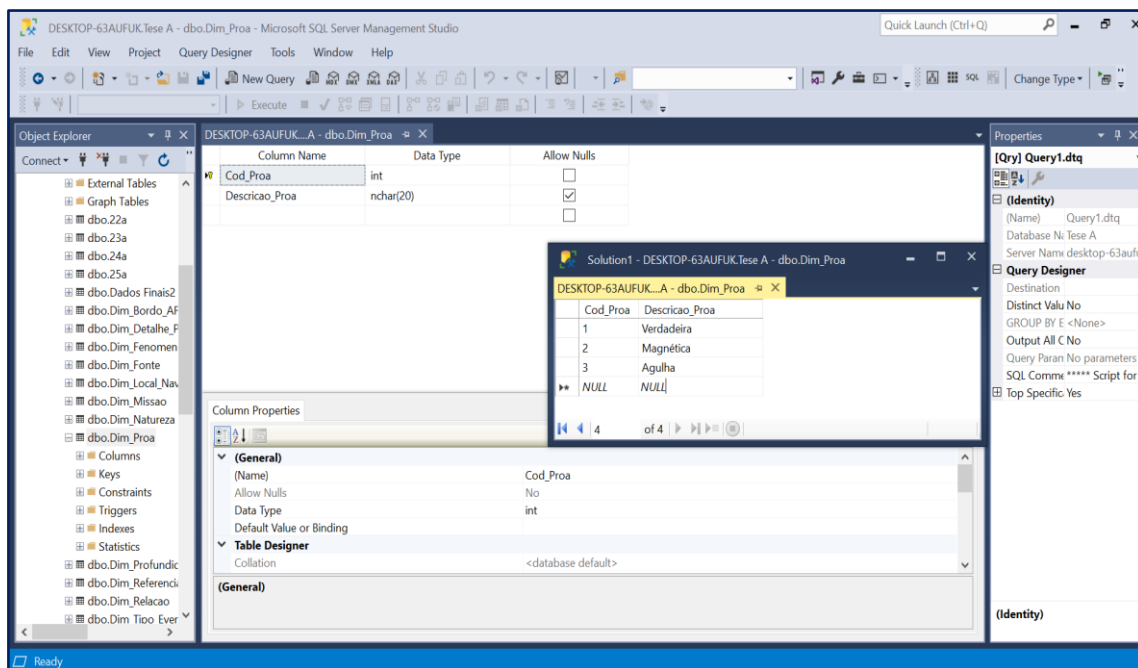 DESKTOP-63AUFUK.Tese A - dbo.Dim_Proa - Microsoft SQL Server Management Studio
Quick Launch (Ctrl+Q)
File Edit View Project Query Designer Tools Window Help
New Query MDX DMX XMLA DAX SQL Change Type
Execute
Object Explorer
Connect
External Tables
Graph Tables
dbo.22a
dbo.23a
dbo.24a
dbo.25a
dbo.Dados Finais2
dbo.Dim_Bordo_AF
dbo.Dim_Detalhe_P
dbo.Dim_Fenomen
dbo.Dim_Fonte
dbo.Dim_Local_Nav
dbo.Dim_Missao
dbo.Dim_Natureza
dbo.Dim_Proa
Columns
Keys
Constraints
Triggers
Indexes
Statistics
dbo.Dim_Profundic
dbo.Dim_Referenci
dbo.Dim_Relacao
dbo.Dim_Tipo_Ever
DESKTOP-63AUFUK....A - dbo.Dim_Proa
Column Name Data Type Allow Nulls
Cod_Proa int
Descricao_Proa nchar(20)
Solution1 - DESKTOP-63AUFUK.Tese A - dbo.Dim_Proa
DESKTOP-63AUFUK....A - dbo.Dim_Proa
Cod_Proa Descricao_Proa
1 Verdadeira
2 Magnética
3 Agulha
NULL NULL
4 of 4
Column Properties
(General)
(Name) Cod_Proa
Allow Nulls No
Data Type int
Default Value or Binding
Table Designer
Collation <database default>
(General)
Properties
[Qry] Query1.dtq
(Identity)
(Name) Query1.dtq
Database Na Tese A
Server Name desktop-63aufu
Query Designer
Destination
Distinct Valu No
GROUP BY E <None>
Output All C No
Query Paran No parameters
SQL Comme ***** Script for
Top Specific Yes
(Identity)
Ready